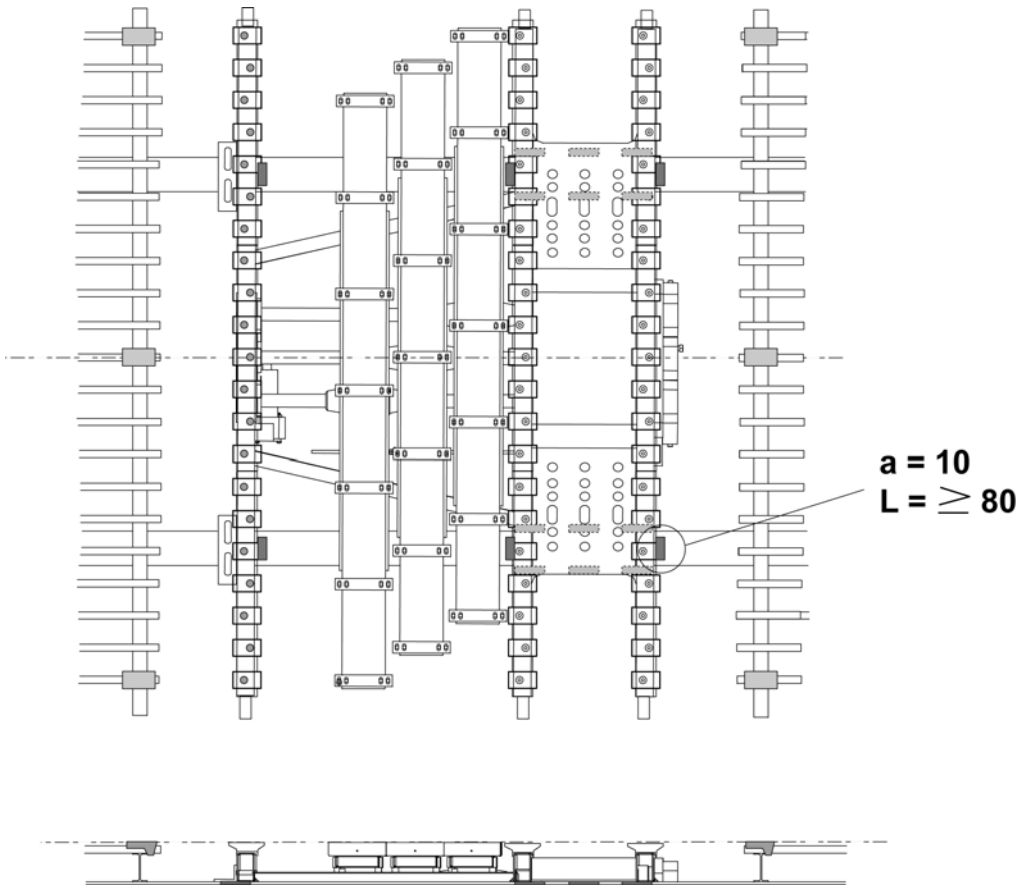 a = 10
L = ≥ 80